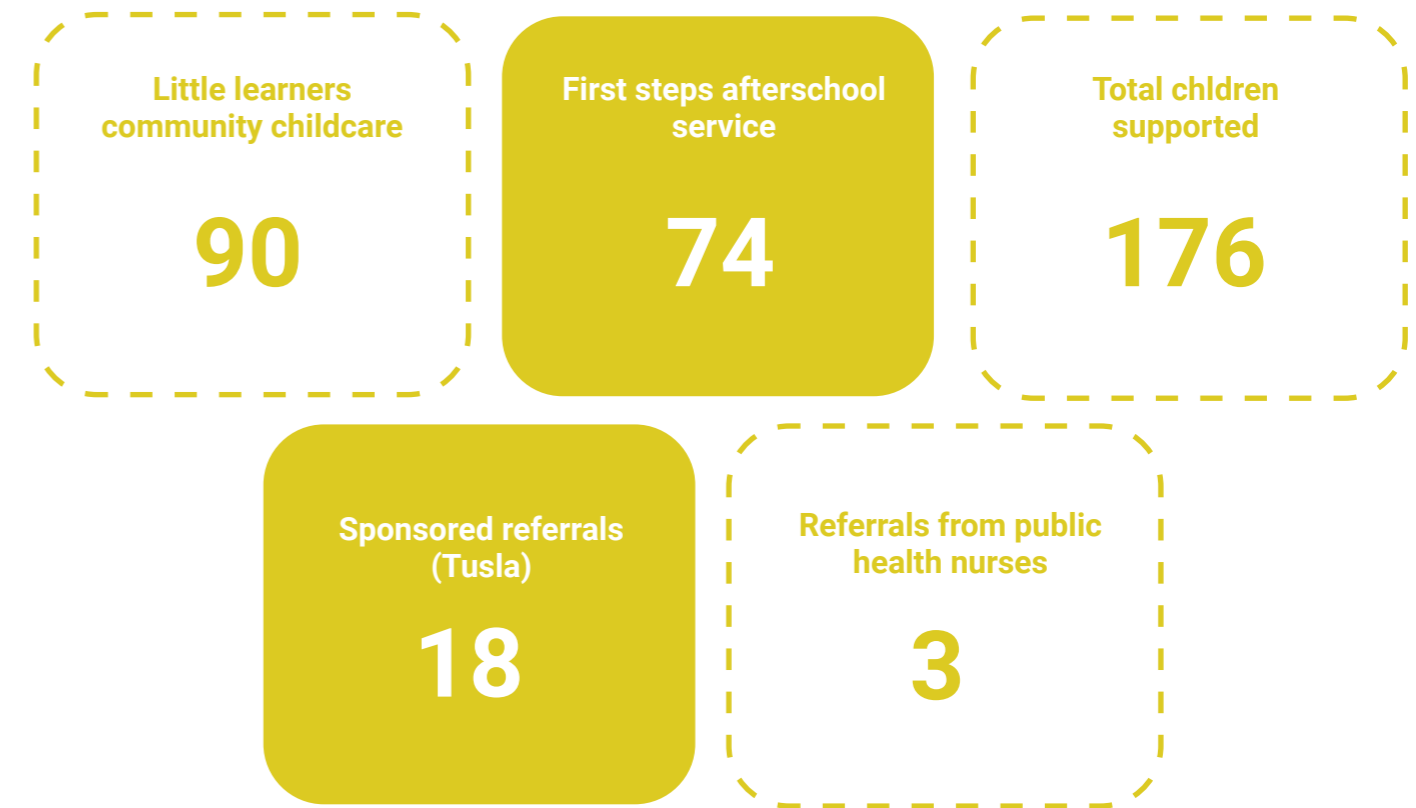 Little learners
community childcare
90
First steps afterschool
service
74
Total chldren
supported
176
Sponsored referrals
(Tusla)
18
Referrals from public
health nurses
3